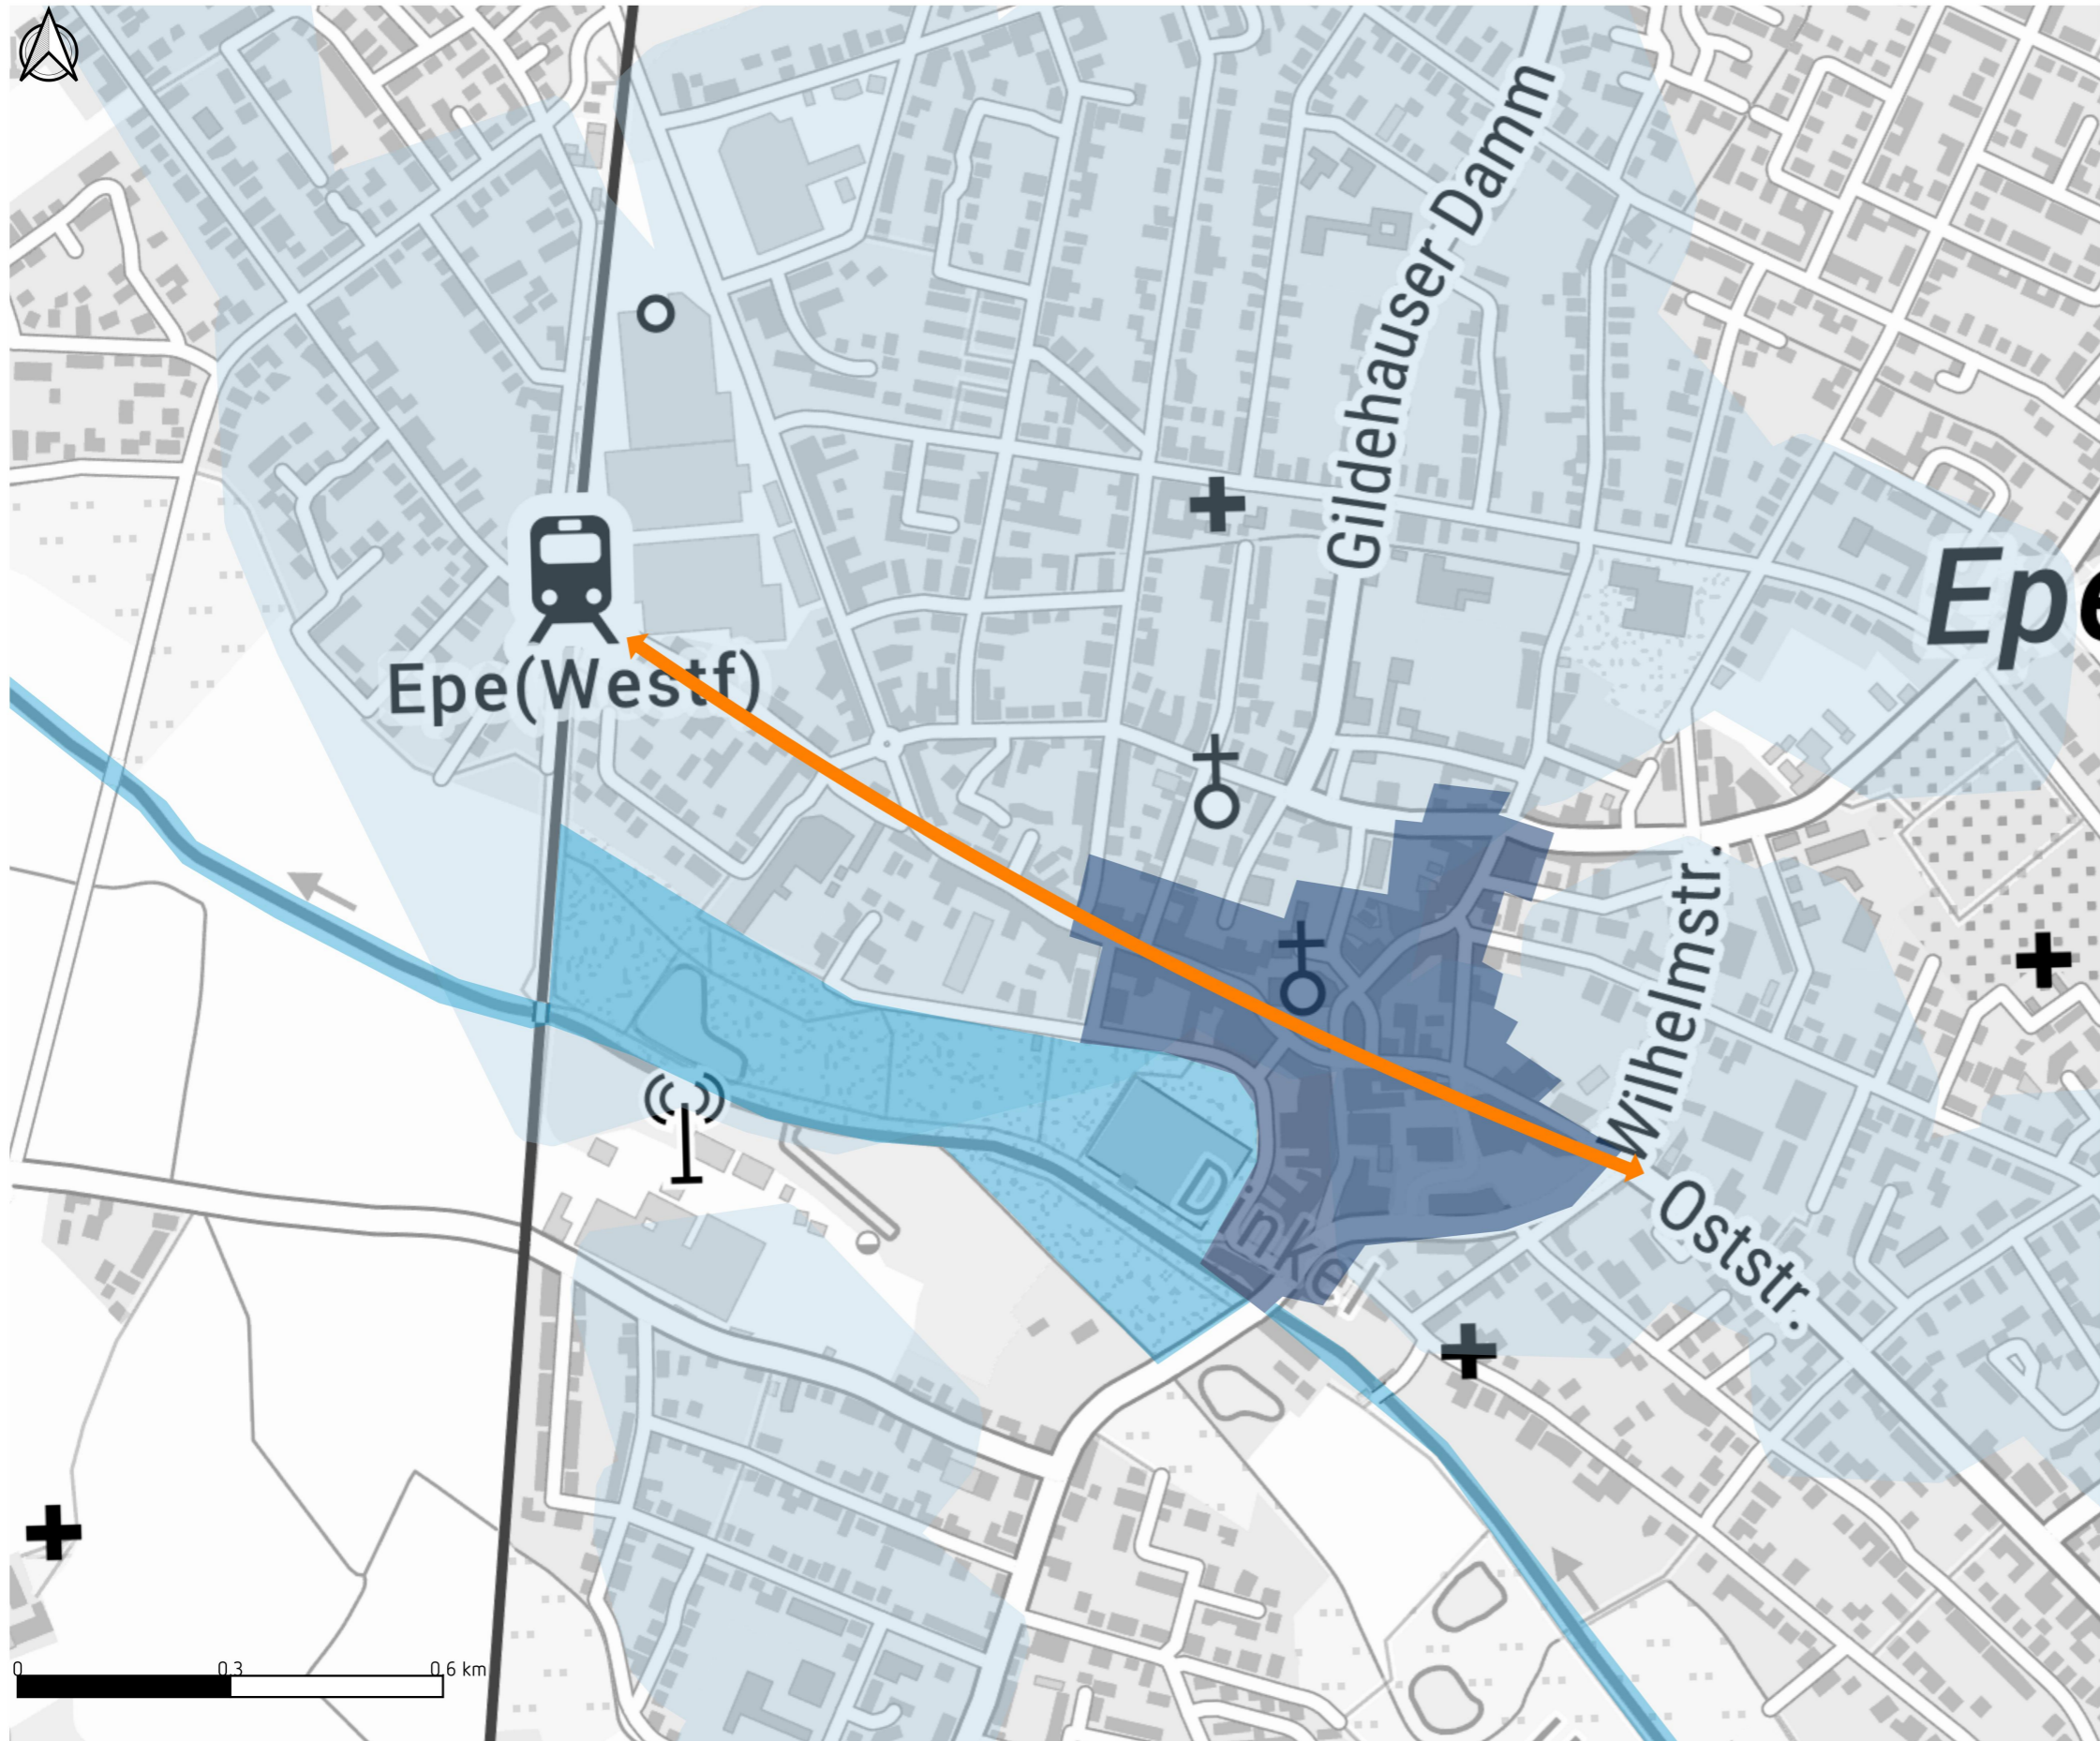 Gildehauser Damm
Epe
Epe(Westf)
Wilhelmstr.
Dinkel
Oststr.
0 0.3 0.6 km